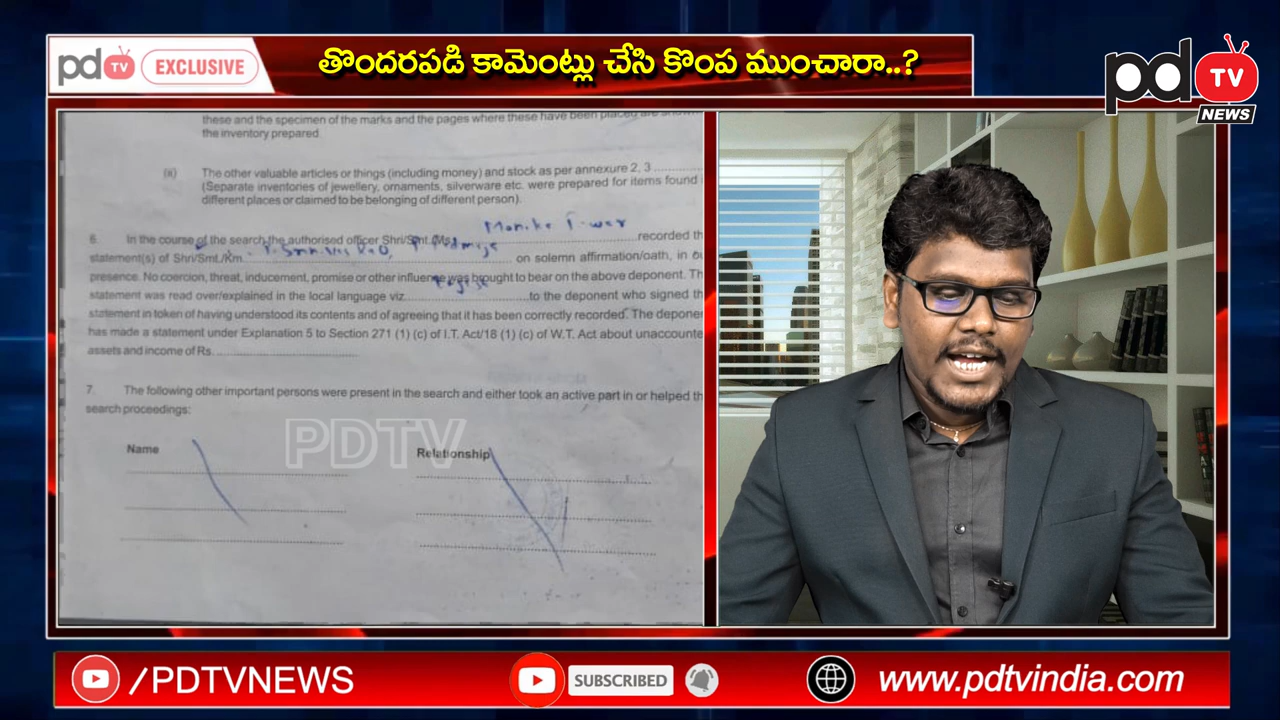 pd TV EXCLUSIVE
తొందరపడి కామెంట్లు చేసి కొంప ముంచారా..?
pd TV
NEWS
these and the specimen of the marks and the pages where these have been placed are shown
the inventory prepared
(ii) The other valuable articles or things (including money) and stock as per annexure 2, 3 ..............
(Separate inventories of jewellery, ornaments, silverware etc. were prepared for items found
different places or claimed to be belonging of different person).
6. In the course of the search the authorised officer Shri/Smt./Ms. recorded th
statement(s) of Shri/Smt./Km. on solemn affirmation/oath, in ou
presence. No coercion, threat, inducement, promise or other influence was brought to bear on the above deponent. Th
statement was read over/explained in the local language viz. to the deponent who signed th
statement in token of having understood its contents and of agreeing that it has been correctly recorded. The deponen
has made a statement under Explanation 5 to Section 271 (1) (c) of I.T. Act/18 (1) (c) of W.T. Act about unaccounte
assets and income of Rs.
7. The following other important persons were present in the search and either took an active part in or helped th
search proceedings:
PDTV
Name Relationship
/PDTVNEWS
SUBSCRIBED
www.pdtvindia.com